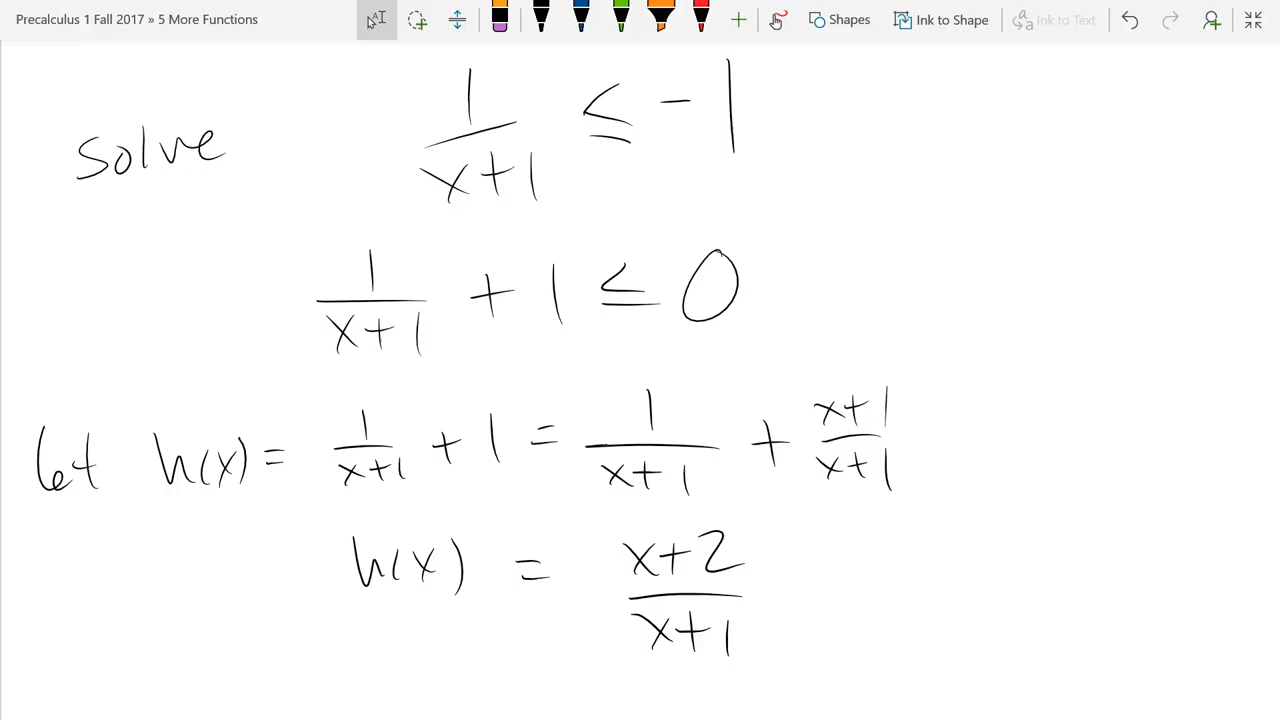 Precalculus 1 Fall 2017 » 5 More Functions
Shapes
Ink to Shape
Ink to Text
solve 1/(x+1) ≤ -1
1/(x+1) + 1 ≤ 0
let h(x) = 1/(x+1) + 1 = 1/(x+1) + (x+1)/(x+1)
h(x) = (x+2)/(x+1)